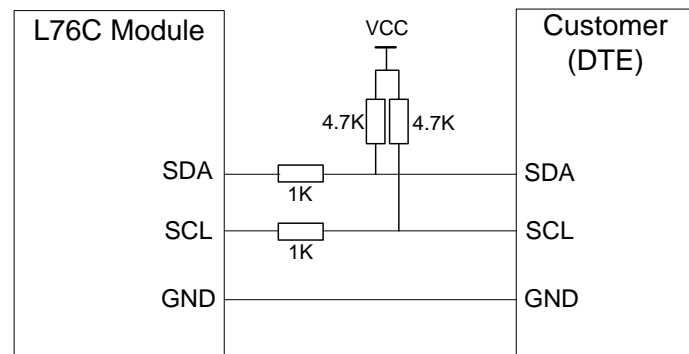 L76C Module
VCC
Customer
(DTE)
4.7K
4.7K
SDA
1K
SDA
SCL
1K
SCL
GND
GND